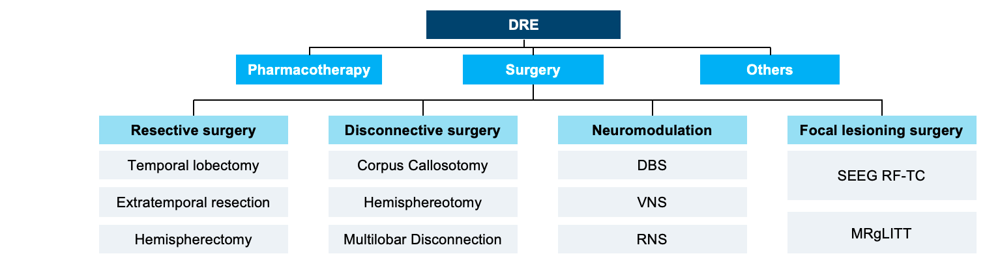 DRE
Pharmacotherapy
Surgery
Others
Resective surgery
Disconnective surgery
Neuromodulation
Focal lesioning surgery
Temporal lobectomy
Corpus Callosotomy
DBS
SEEG RF-TC
Extratemporal resection
Hemisphereotomy
VNS
Hemispherectomy
Multilobar Disconnection
RNS
MRgLITT